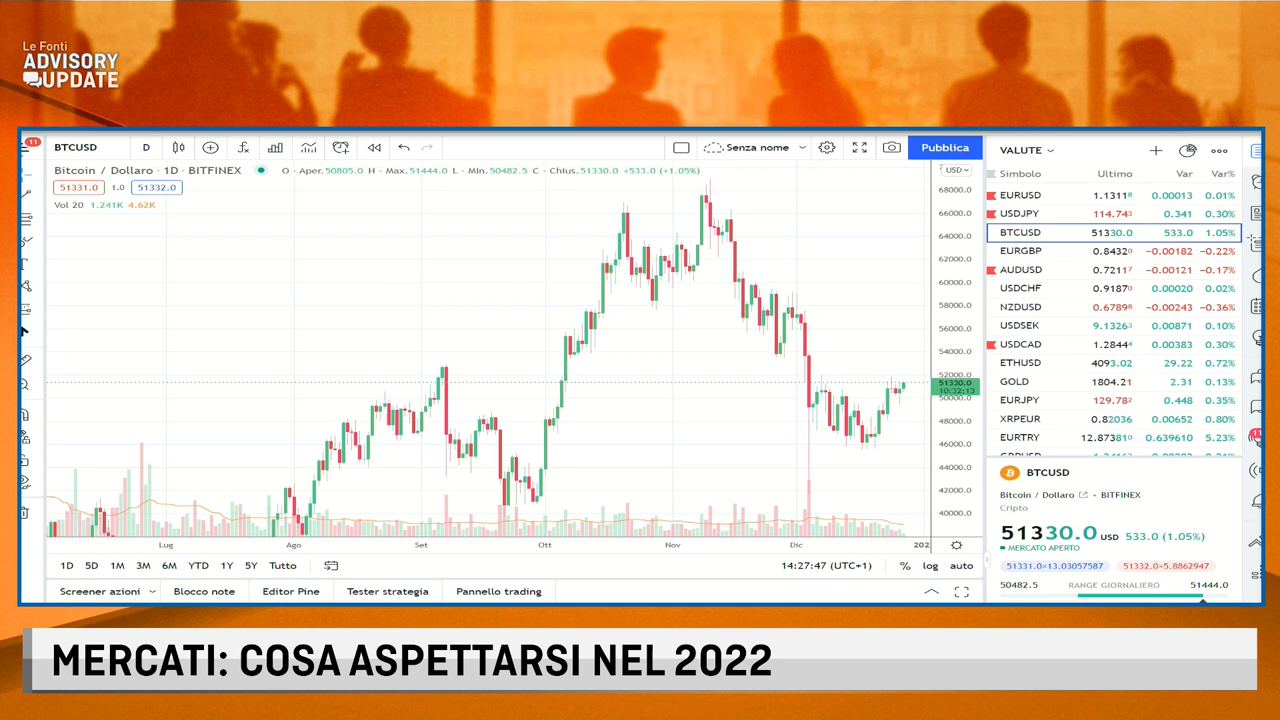 Le Fonti
ADVISORY
UPDATE
11
BTCUSD D Senza nome Pubblica
Bitcoin / Dollaro · 1D · BITFINEX O - Aper.50805.0 H - Max.51444.0 L - Min.50482.5 C - Chius.51330.0 +533.0 (+1.05%)
51331.0 1.0 51332.0
Vol 20 1.241K 4.62K
USD
68000.0
66000.0
64000.0
62000.0
60000.0
58000.0
56000.0
54000.0
52000.0
51330.0
10:32:13
50000.0
48000.0
46000.0
44000.0
42000.0
40000.0
Lug Ago Set Ott Nov Dic 202
1D 5D 1M 3M 6M YTD 1Y 5Y Tutto 14:27:47 (UTC+1) % log auto
Screener azioni Blocco note Editor Pine Tester strategia Pannello trading
VALUTE
Simbolo Ultimo Var Var%
EURUSD 1.13118 0.00013 0.01%
USDJPY 114.743 0.341 0.30%
BTCUSD 51330.0 533.0 1.05%
EURGBP 0.84320 −0.00182 −0.22%
AUDUSD 0.72117 −0.00121 −0.17%
USDCHF 0.91870 0.00020 0.02%
NZDUSD 0.67898 −0.00243 −0.36%
USDSEK 9.13263 0.00871 0.10%
USDCAD 1.28444 0.00383 0.30%
ETHUSD 4093.02 29.22 0.72%
GOLD 1804.21 2.31 0.13%
EURJPY 129.782 0.448 0.35%
XRPEUR 0.82036 0.00652 0.80%
EURTRY 12.873810 0.639610 5.23%
11
BTCUSD
Bitcoin / Dollaro - BITFINEX
Cripto
51330.0 USD 533.0 (1.05%)
MERCATO APERTO
51331.0×13.03057587 51332.0×5.8862947
50482.5 RANGE GIORNALIERO 51444.0
MERCATI: COSA ASPETTARSI NEL 2022